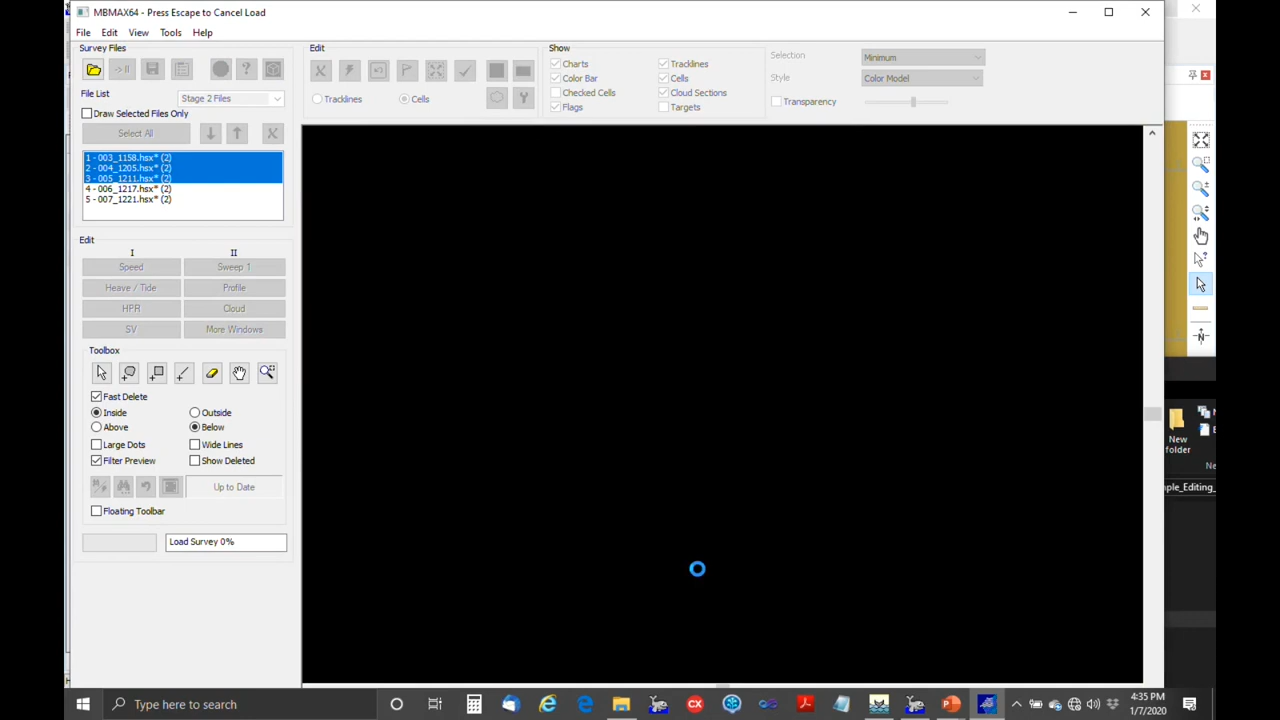 MBMAX64 - Press Escape to Cancel Load
File Edit View Tools Help
Survey Files
File List
Stage 2 Files
Draw Selected Files Only
Select All
1 - 003_1158.hsx* (2)
2 - 004_1205.hsx* (2)
3 - 005_1211.hsx* (2)
4 - 006_1217.hsx* (2)
5 - 007_1221.hsx* (2)
Edit
I II
Speed Sweep 1
Heave / Tide Profile
HPR Cloud
SV More Windows
Toolbox
Fast Delete
Inside Outside
Above Below
Large Dots Wide Lines
Filter Preview Show Deleted
Up to Date
Floating Toolbar
Load Survey 0%
Edit
Tracklines Cells
Show
Charts Tracklines
Color Bar Cells
Checked Cells Cloud Sections
Flags Targets
Selection Minimum
Style Color Model
Transparency
N
New
folder
Type here to search
4:35 PM
1/7/2020